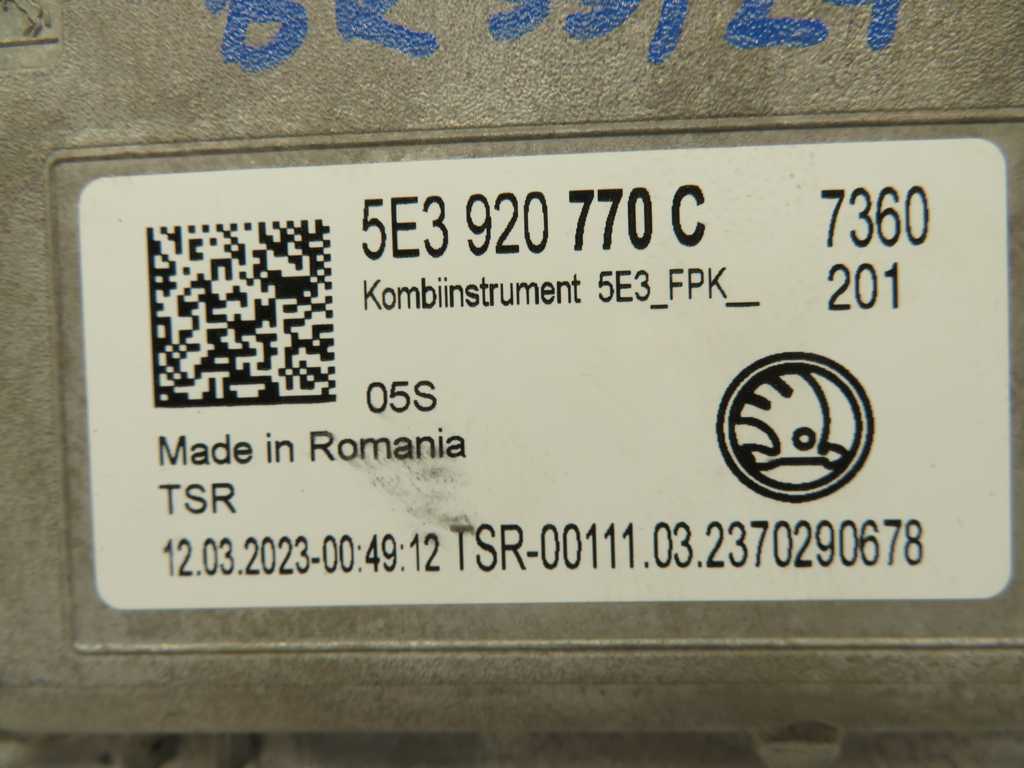 5E3 920 770 C 7360
Kombiinstrument 5E3_FPK__ 201
05S
Made in Romania
TSR
12.03.2023-00:49:12 TSR-00111.03.2370290678